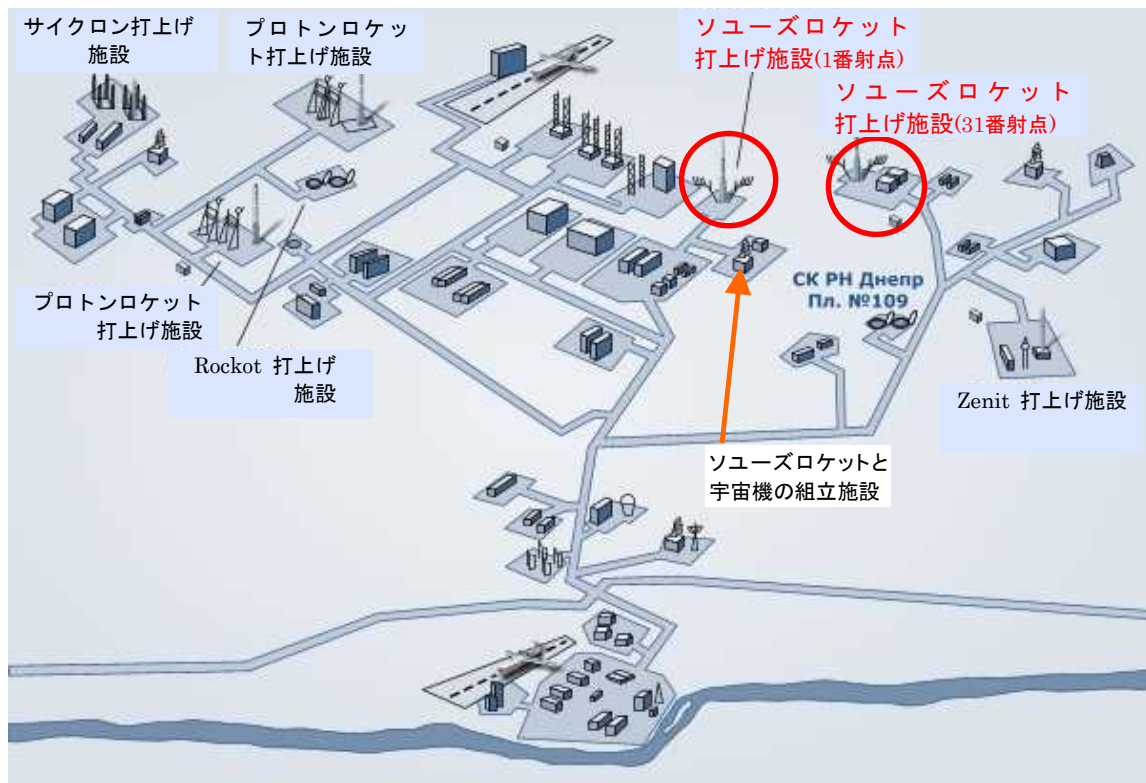 サイクロン打上げ
施設
プロトンロケッ
ト打上げ施設
ソユーズロケット
打上げ施設(1番射点)
ソユーズロケット
打上げ施設(31番射点)
プロトンロケット
打上げ施設
Rockot 打上げ
施設
СК РН Днепр
Пл. №109
Zenit 打上げ施設
ソユーズロケットと
宇宙機の組立施設